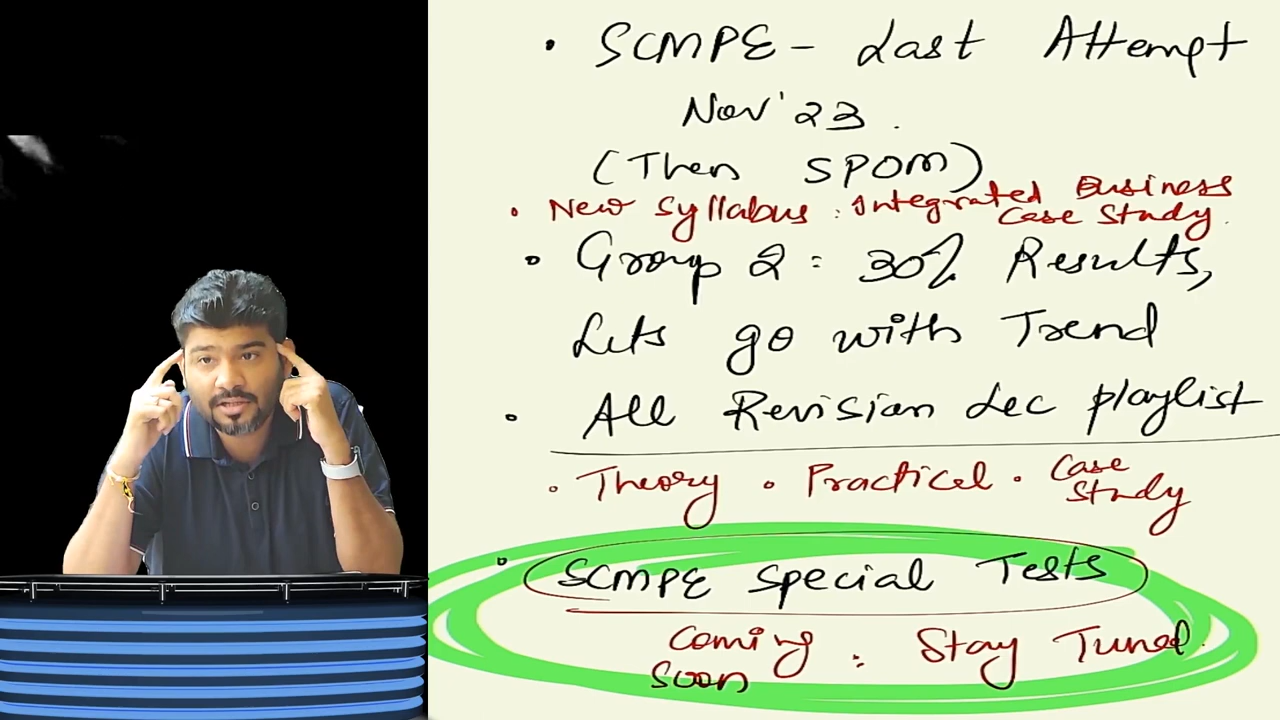 • SCMPE - Last Attempt
Nov'23.
(Then SPOM)
• New Syllabus : Integrated Business
Case Study.
• Group 2 : 30% Results,
Lets go with Trend
• All Revision Lec playlist
• Theory • Practical • Case
Study
• SCMPE Special Tests
Coming : Stay Tuned.
Soon